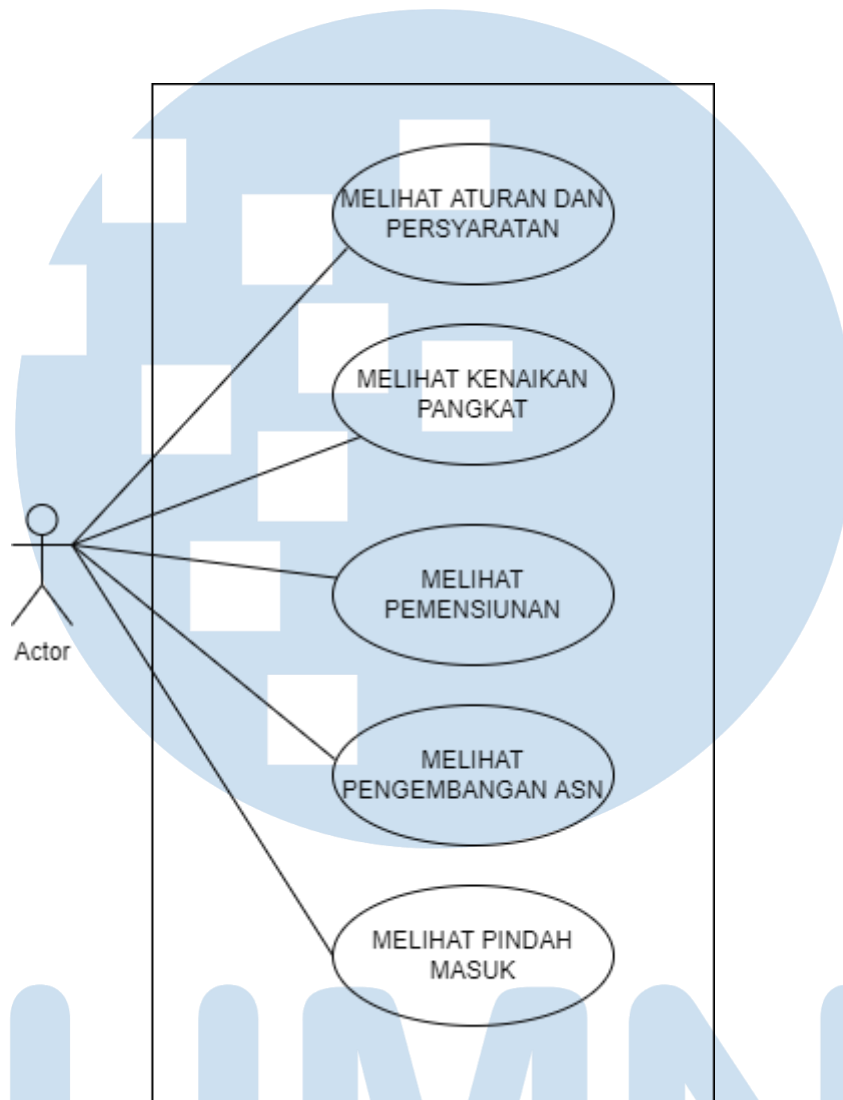 MELIHAT ATURAN DAN
PERSYARATAN
MELIHAT KENAIKAN
PANGKAT
MELIHAT
PEMENSIUNAN
Actor
MELIHAT
PENGEMBANGAN ASN
MELIHAT PINDAH
MASUK